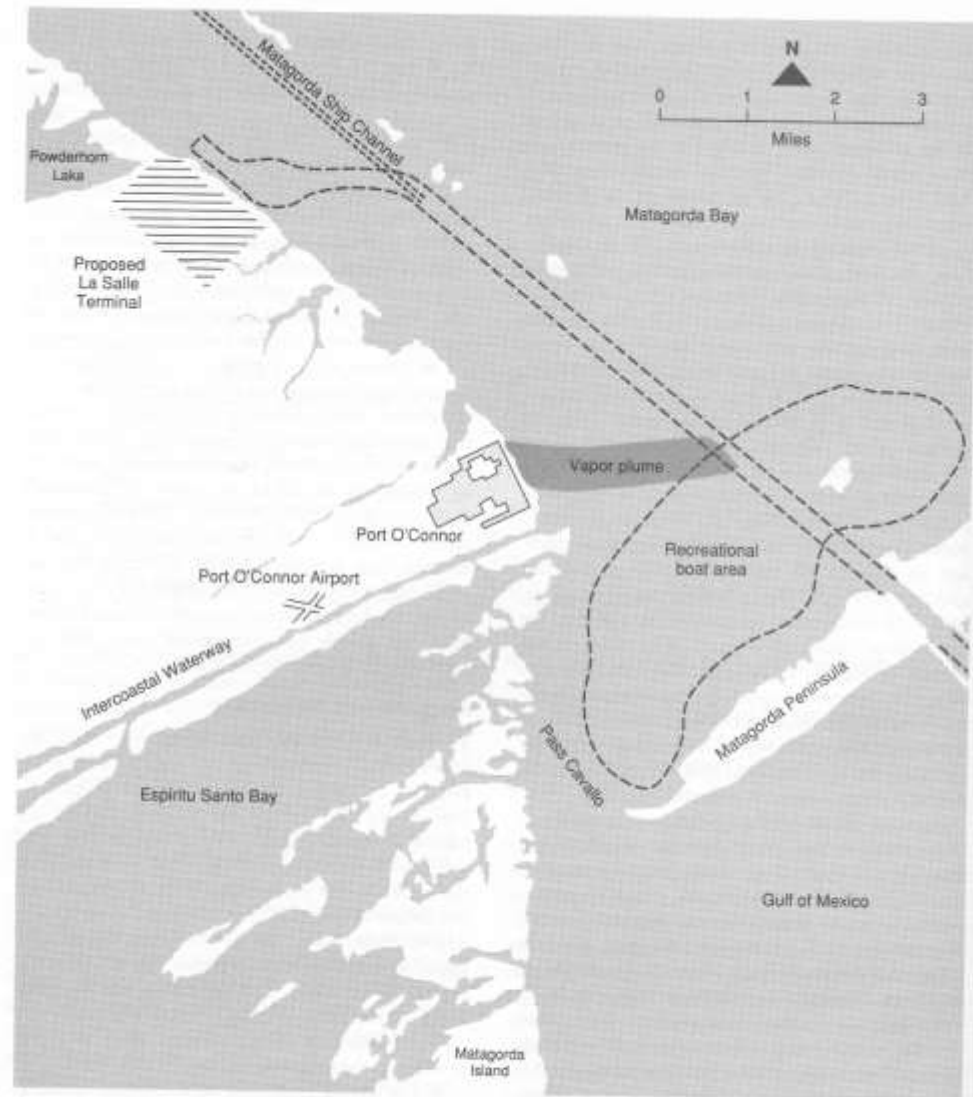 N
0 1 2 3
Miles
Matagorda Ship Channel
Powderhorn
Lake
Matagorda Bay
Proposed
La Salle
Terminal
Vapor plume
Port O'Connor
Recreational
boat area
Port O'Connor Airport
Intercoastal Waterway
Matagorda Peninsula
Pass Cavallo
Espiritu Santo Bay
Gulf of Mexico
Matagorda
Island